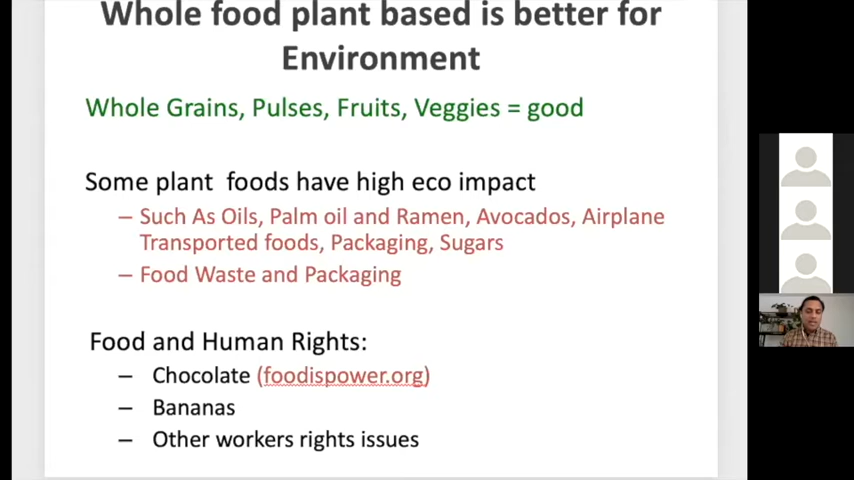 Whole food plant based is better for
Environment
Whole Grains, Pulses, Fruits, Veggies = good
Some plant foods have high eco impact
– Such As Oils, Palm oil and Ramen, Avocados, Airplane
Transported foods, Packaging, Sugars
– Food Waste and Packaging
Food and Human Rights:
– Chocolate (foodispower.org)
– Bananas
– Other workers rights issues